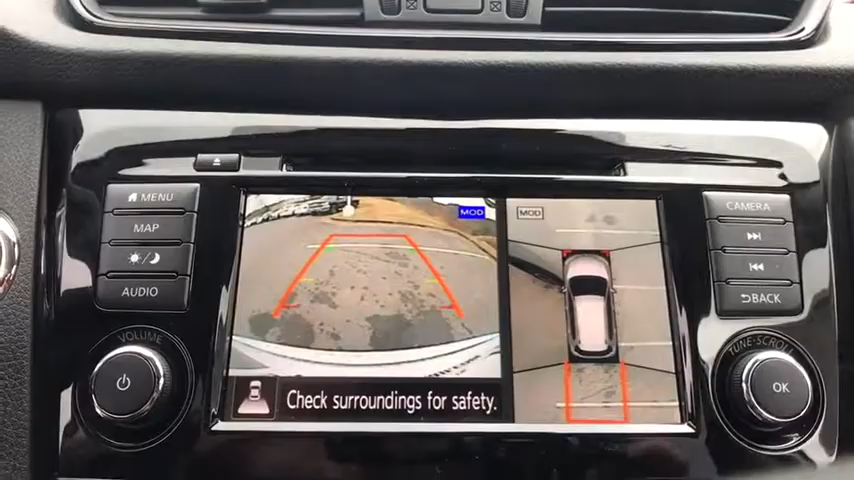 MENU
MAP
AUDIO
VOLUME
MOD
MOD
Check surroundings for safety.
CAMERA
BACK
TUNE·SCROLL
OK